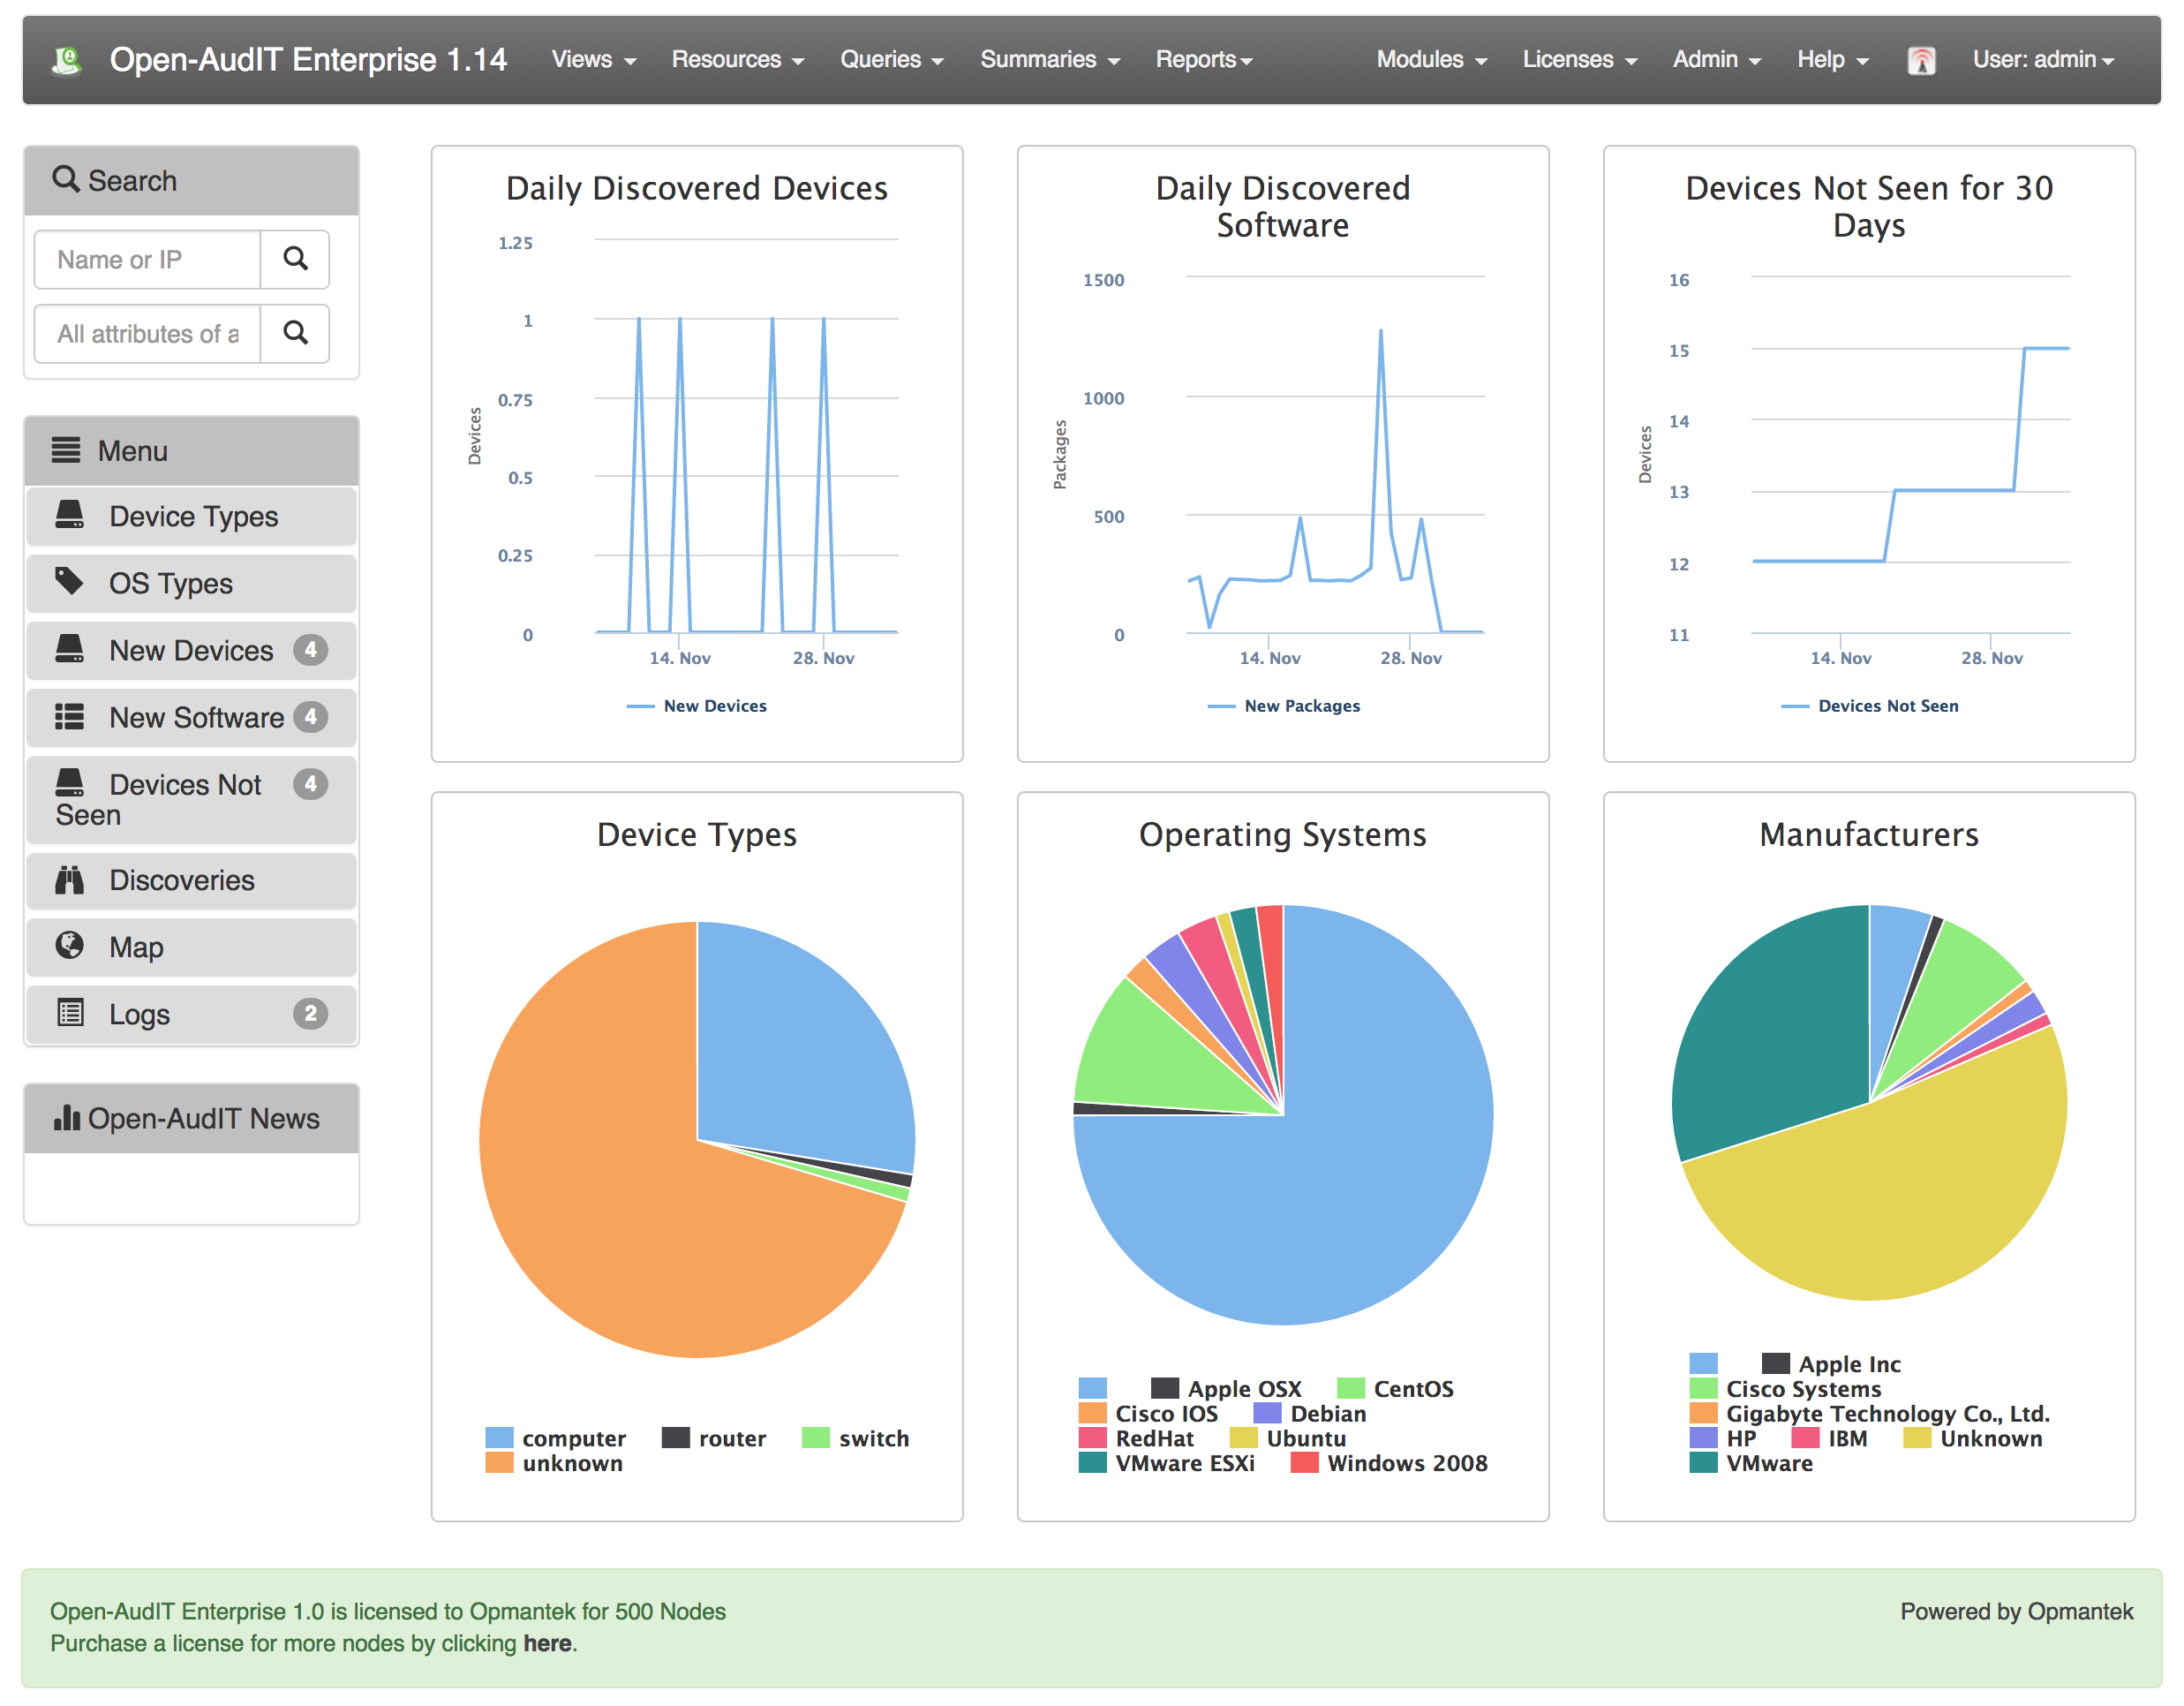 Open-AudIT Enterprise 1.14 Views Resources Queries Summaries Reports Modules Licenses Admin Help User: admin
Search
Name or IP
All attributes of a
Menu
Device Types
OS Types
New Devices 4
New Software 4
Devices Not 4
Seen
Discoveries
Map
Logs 2
Open-AudIT News
Daily Discovered Devices
1.25
1
0.75
0.5
0.25
0
Devices
14. Nov 28. Nov
New Devices
Daily Discovered
Software
1500
1000
500
0
Packages
14. Nov 28. Nov
New Packages
Devices Not Seen for 30
Days
16
15
14
13
12
11
Devices
14. Nov 28. Nov
Devices Not Seen
Device Types
computer router switch
unknown
Operating Systems
Apple OSX CentOS
Cisco IOS Debian
RedHat Ubuntu
VMware ESXi Windows 2008
Manufacturers
Apple Inc
Cisco Systems
Gigabyte Technology Co., Ltd.
HP IBM Unknown
VMware
Open-AudIT Enterprise 1.0 is licensed to Opmantek for 500 Nodes
Purchase a license for more nodes by clicking here.
Powered by Opmantek